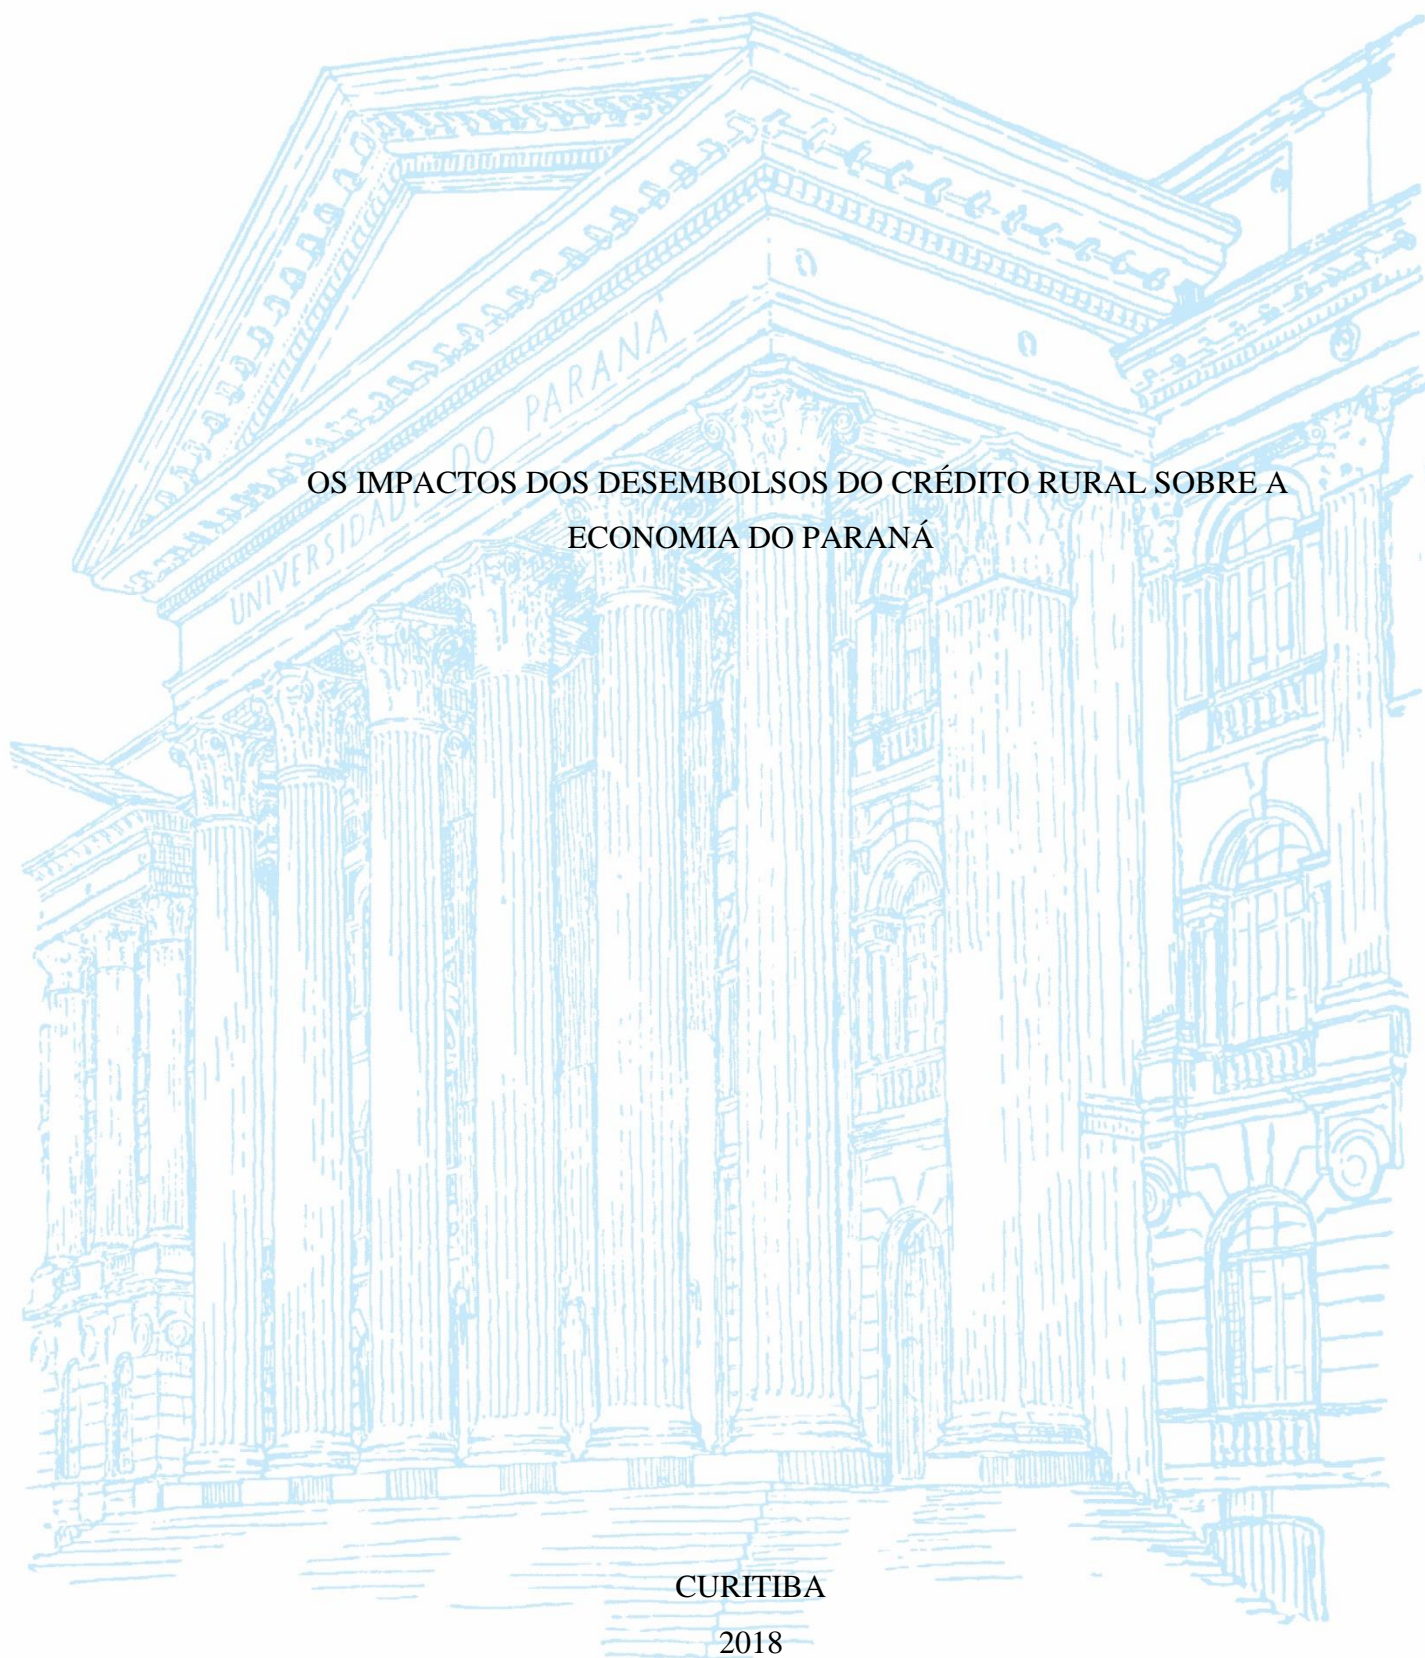 UNIVERSIDADE DO PARANÁ
OS IMPACTOS DOS DESEMBOLSOS DO CRÉDITO RURAL SOBRE A
ECONOMIA DO PARANÁ
CURITIBA
2018